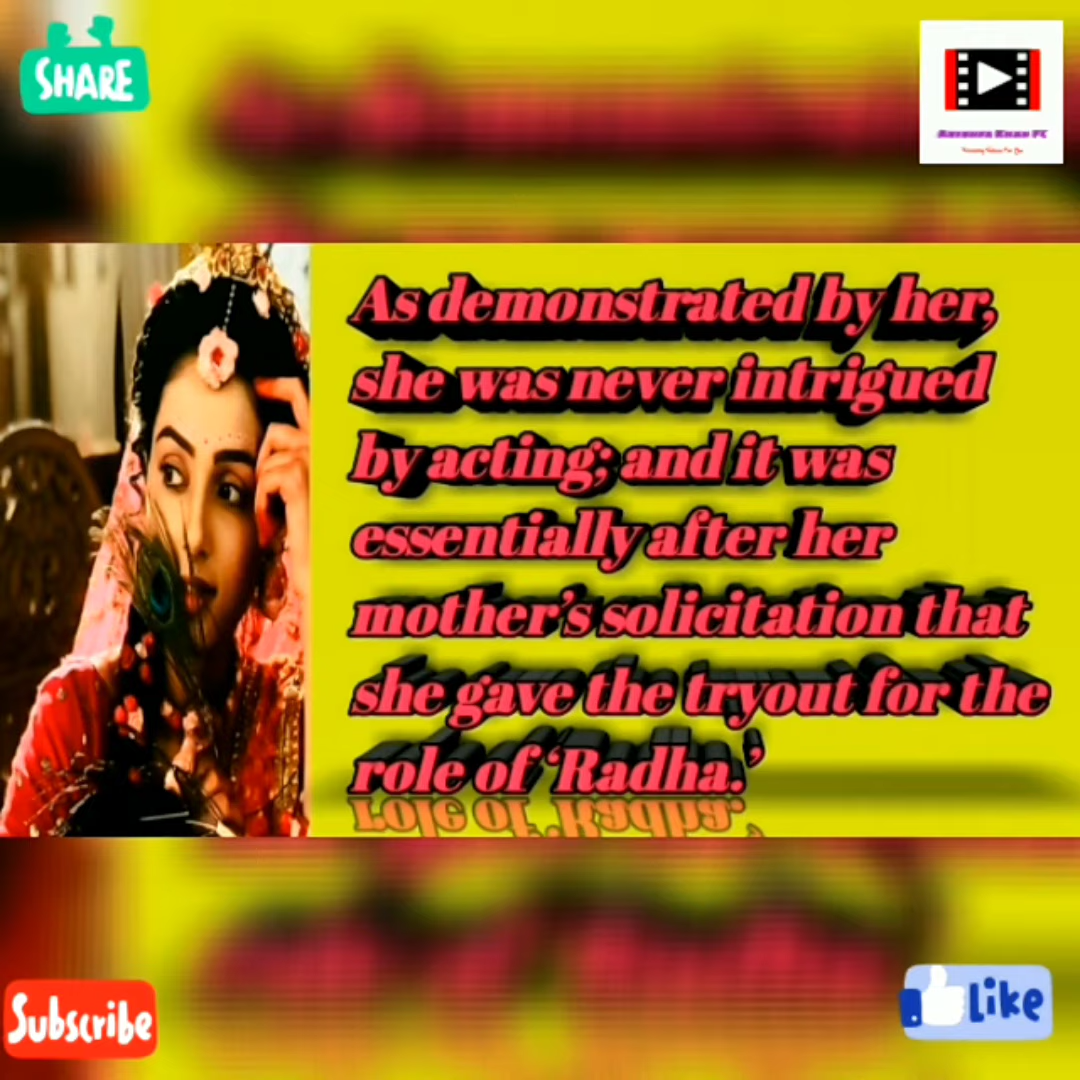 SHARE
As demonstrated by her,
she was never intrigued
by acting; and it was
essentially after her
mother's solicitation that
she gave the tryout for the
role of ‘Radha.’
Subscribe
Like